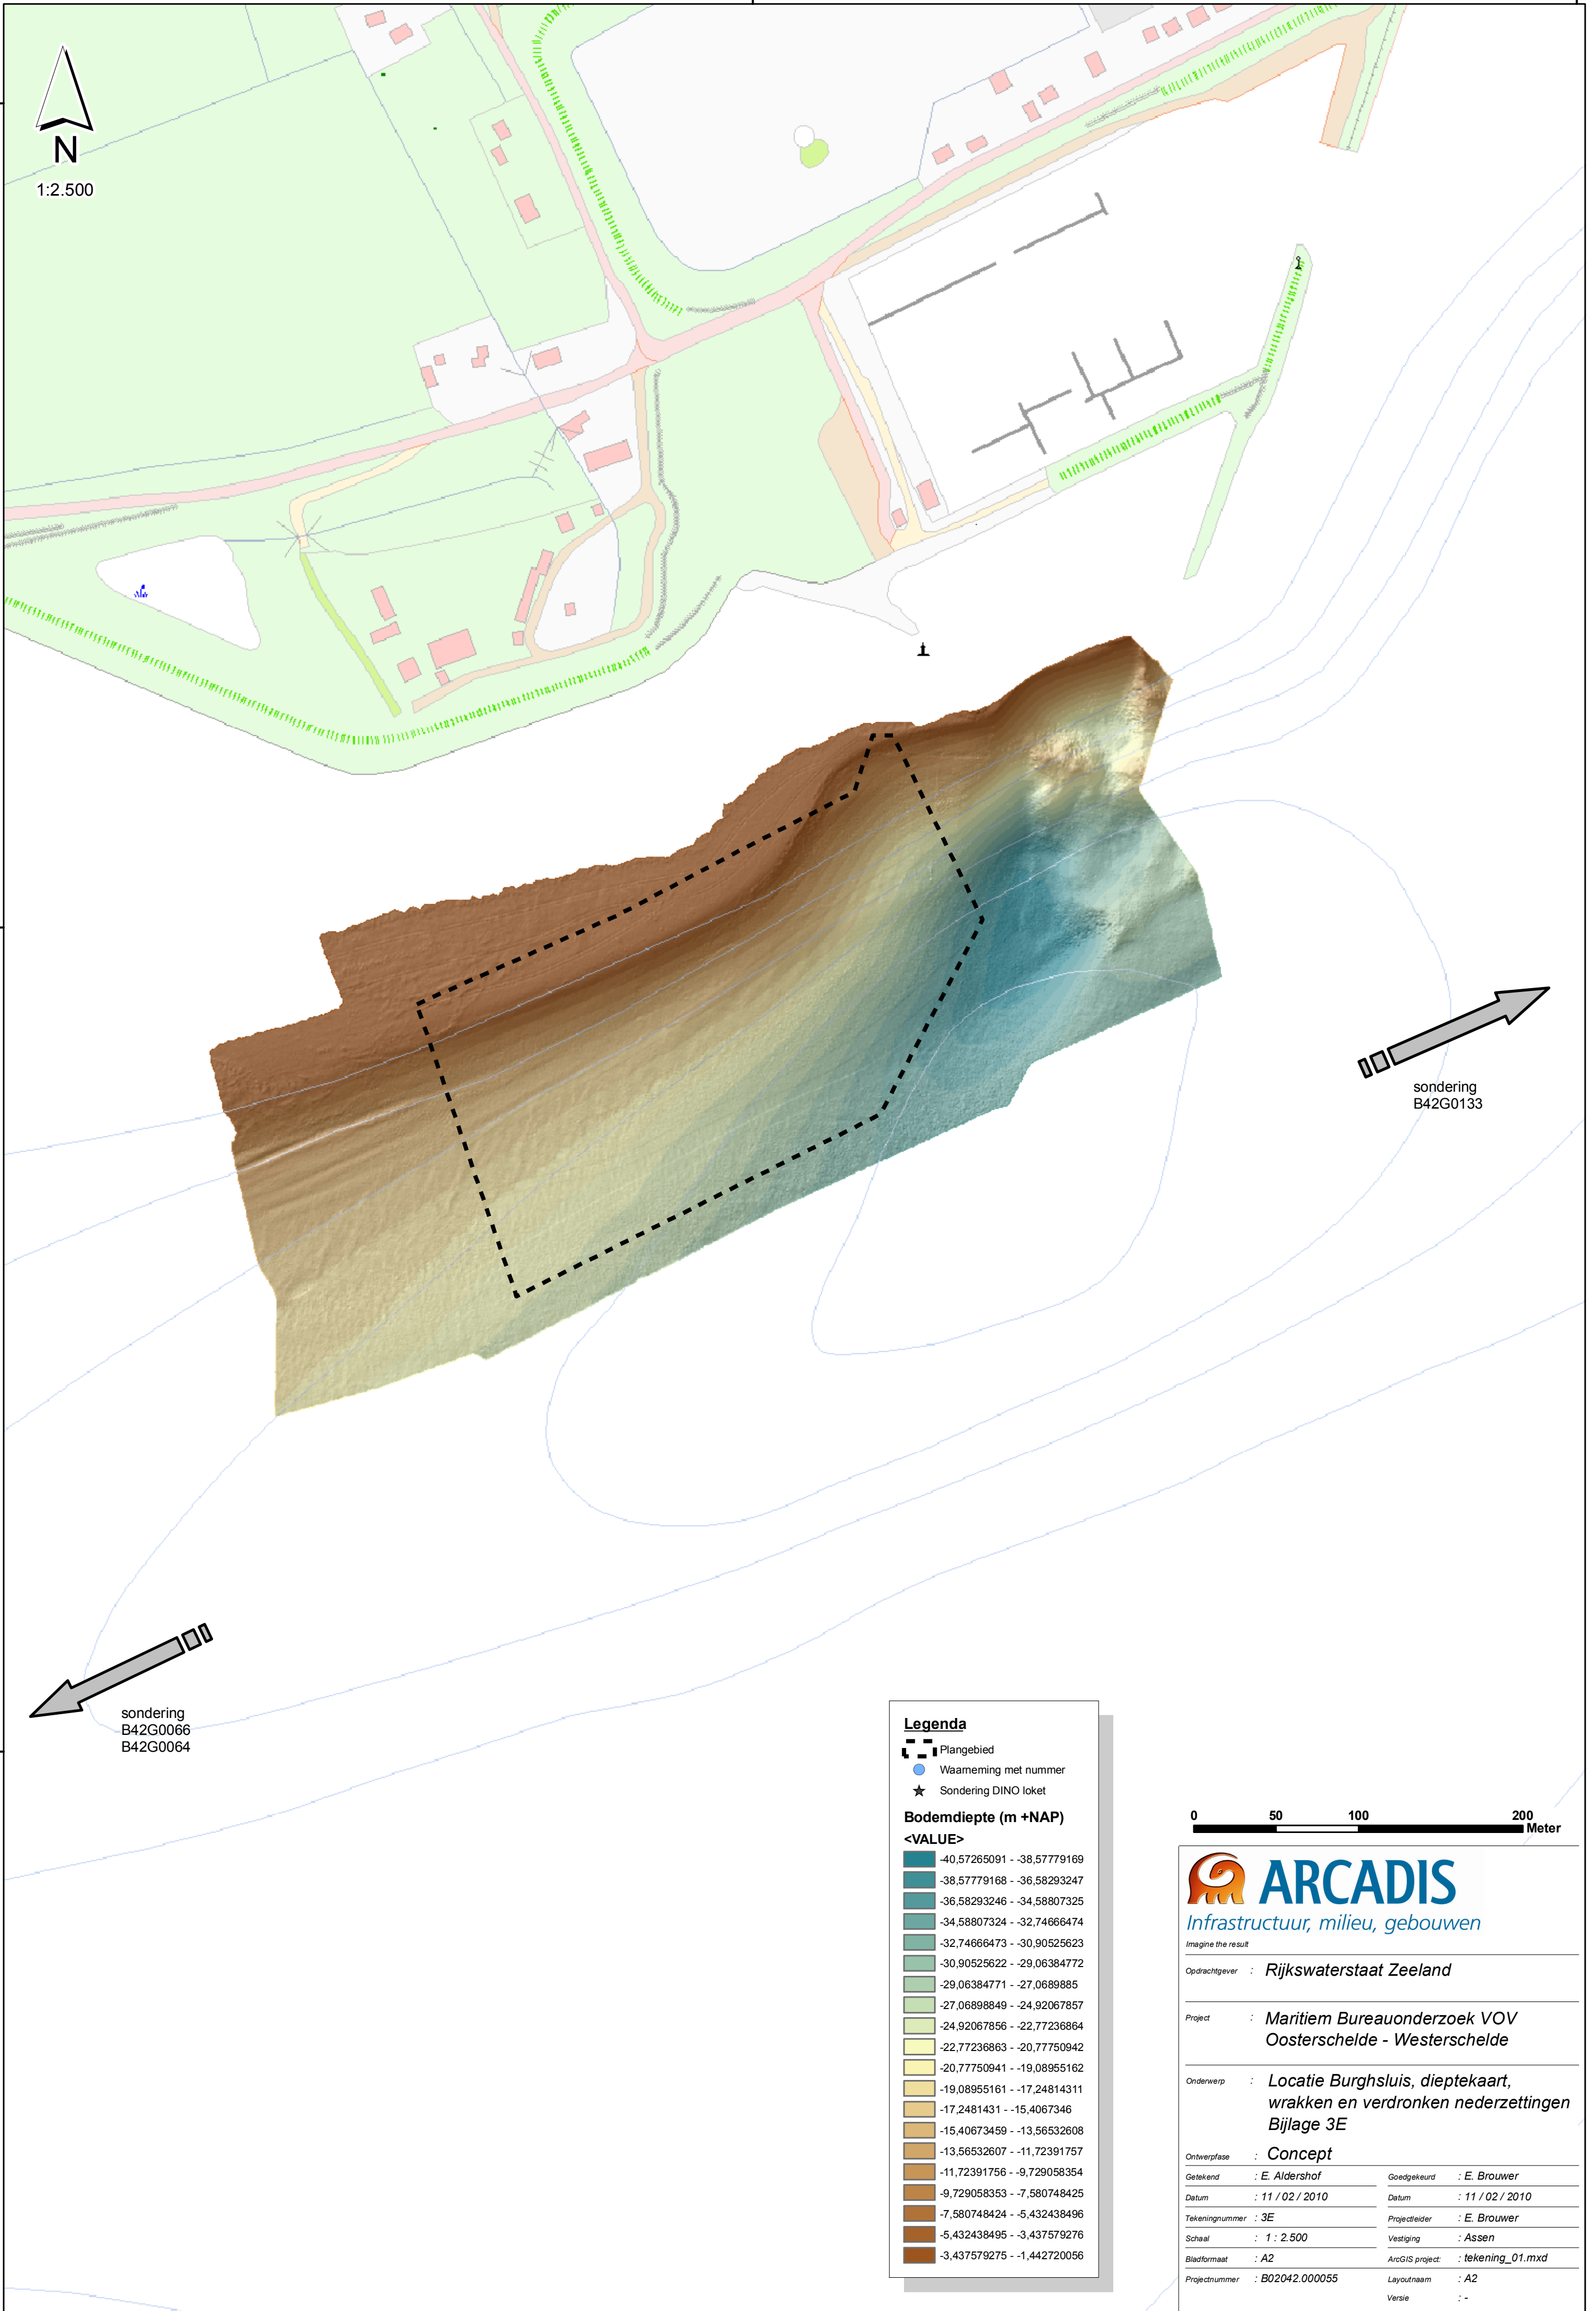 N
1:2.500
sondering
B42G0133
sondering
B42G0066
B42G0064
Legenda
Plangebied
Waarneming met nummer
Sondering DINO loket
Bodemdiepte (m +NAP)
<VALUE>
-40,57265091 - -38,57779169
-38,57779168 - -36,58293247
-36,58293246 - -34,58807325
-34,58807324 - -32,74666474
-32,74666473 - -30,90525623
-30,90525622 - -29,06384772
-29,06384771 - -27,0689885
-27,06898849 - -24,92067857
-24,92067856 - -22,77236864
-22,77236863 - -20,77750942
-20,77750941 - -19,08955162
-19,08955161 - -17,24814311
-17,2481431 - -15,4067346
-15,40673459 - -13,56532608
-13,56532607 - -11,72391757
-11,72391756 - -9,729058354
-9,729058353 - -7,580748425
-7,580748424 - -5,432438496
-5,432438495 - -3,437579276
-3,437579275 - -1,442720056
0 50 100 200
Meter
ARCADIS
Infrastructuur, milieu, gebouwen
Imagine the result
Opdrachtgever : Rijkswaterstaat Zeeland
Project : Maritiem Bureauonderzoek VOV
Oosterschelde - Westerschelde
Onderwerp : Locatie Burghsluis, dieptekaart,
wrakken en verdronken nederzettingen
Bijlage 3E
Ontwerpfase : Concept
Getekend : E. Aldershof Goedgekeurd : E. Brouwer
Datum : 11 / 02 / 2010 Datum : 11 / 02 / 2010
Tekeningnummer : 3E Projectleider : E. Brouwer
Schaal : 1 : 2.500 Vestiging : Assen
Bladformaat : A2 ArcGIS project: : tekening_01.mxd
Projectnummer : B02042.000055 Layoutnaam : A2
Versie : -